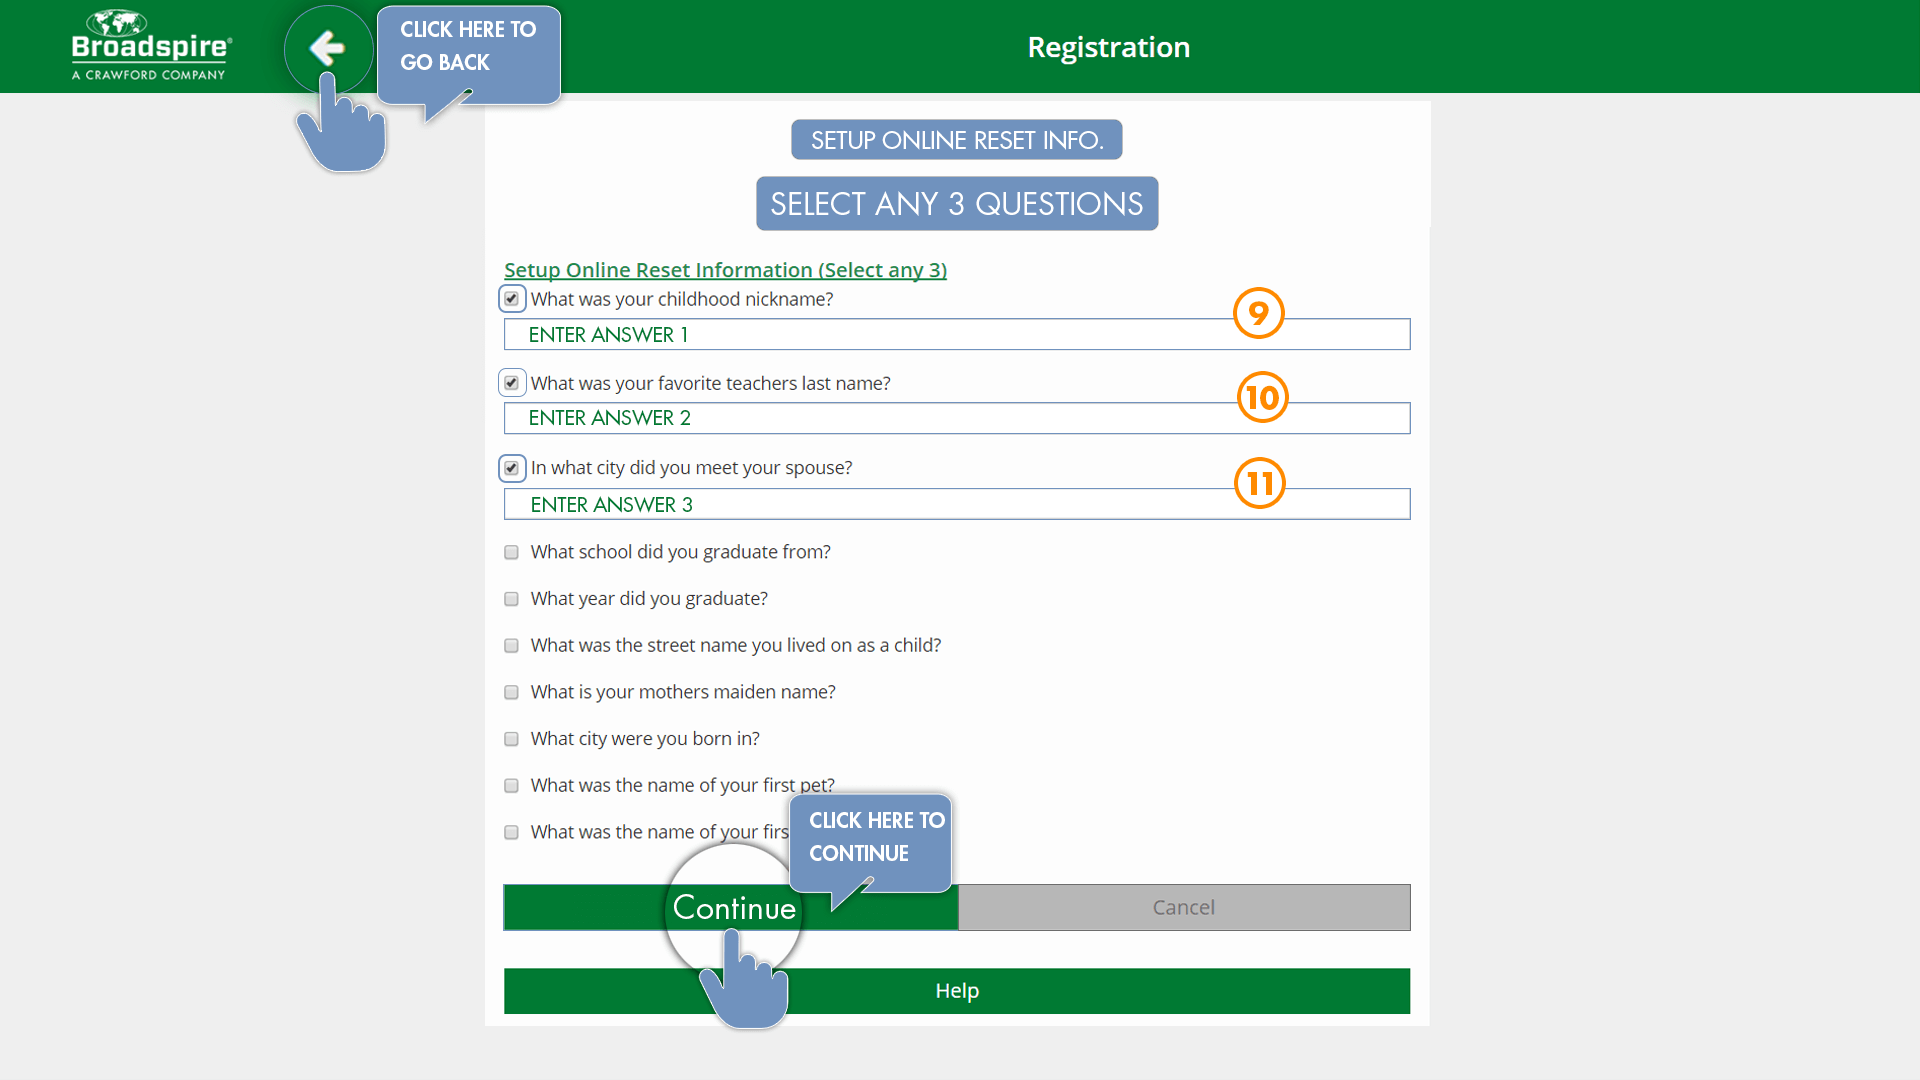 Broadspire®
A CRAWFORD COMPANY
CLICK HERE TO
GO BACK
Registration
SETUP ONLINE RESET INFO.
SELECT ANY 3 QUESTIONS
Setup Online Reset Information (Select any 3)
What was your childhood nickname?
9
ENTER ANSWER 1
What was your favorite teachers last name?
10
ENTER ANSWER 2
In what city did you meet your spouse?
11
ENTER ANSWER 3
What school did you graduate from?
What year did you graduate?
What was the street name you lived on as a child?
What is your mothers maiden name?
What city were you born in?
What was the name of your first pet?
What was the name of your
CLICK HERE TO
CONTINUE
Continue
Cancel
Help